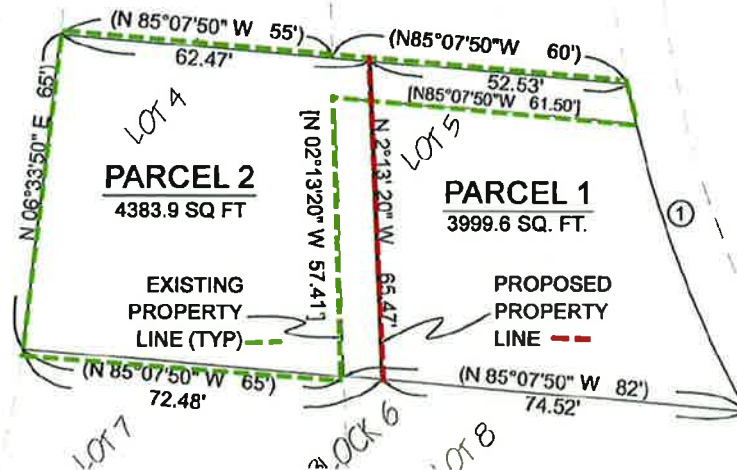 (N 85°07'50" W 55')
(N85°07'50"W 60')
62.47'
52.53'
[N85°07'50"W 61.50']
N 06°33'50" E 65')
LOT 4
LOT 5
[N 02°13'20" W 57.41']
N 2°13'20" W 65.47'
PARCEL 2
4383.9 SQ FT
PARCEL 1
3999.6 SQ. FT.
1
EXISTING
PROPERTY
LINE (TYP)
PROPOSED
PROPERTY
LINE
(N 85°07'50" W 65')
72.48'
(N 85°07'50" W 82')
74.52'
LOT 7
LOCK 6
LOT 8